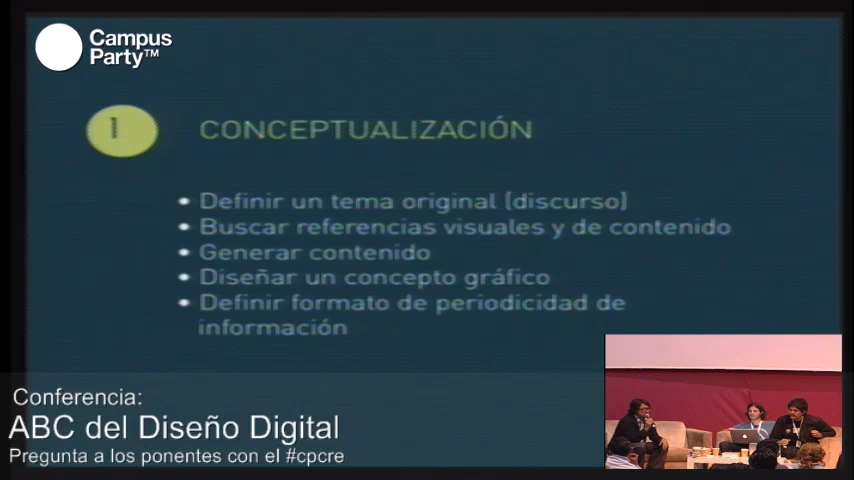 Campus
Party™
1
CONCEPTUALIZACIÓN
• Definir un tema original (discurso)
• Buscar referencias visuales y de contenido
• Generar contenido
• Diseñar un concepto gráfico
• Definir formato de periodicidad de
información
Conferencia:
ABC del Diseño Digital
Pregunta a los ponentes con el #cpcre